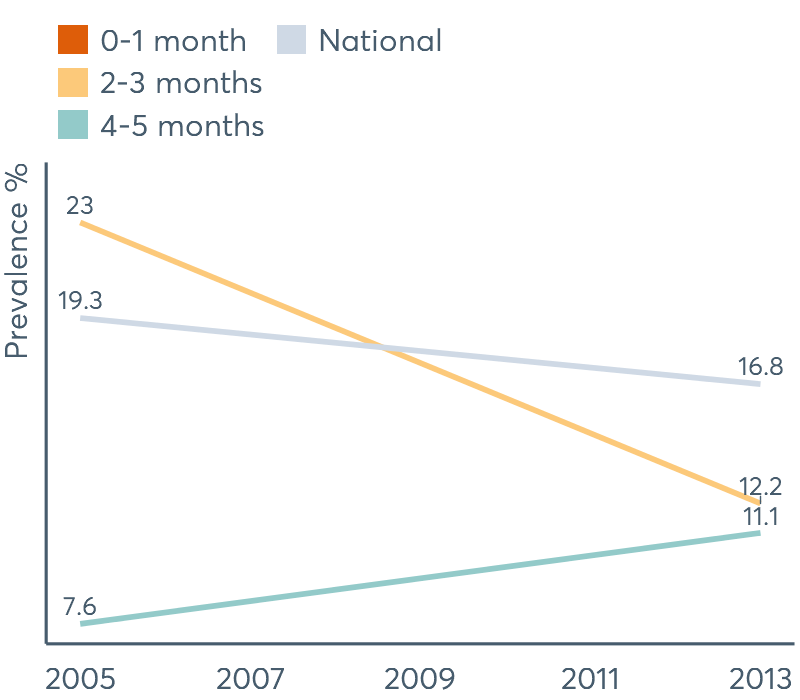 0-1 month
National
2-3 months
4-5 months
Prevalence %
23
19.3
16.8
12.2
11.1
7.6
2005
2007
2009
2011
2013